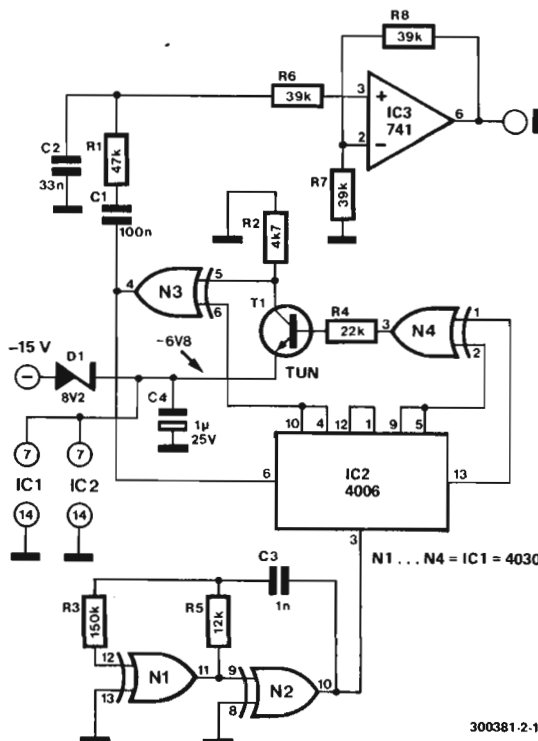 R8
39k
R6
39k
3
+
IC3
741
6
2
−
C2
33n
R1
47k
C1
100n
R7
39k
R2
4k7
4
N3
5
6
T1
TUN
R4
22k
3
N4
1
2
−15 V
−
D1
8V2
~6V8
C4
1µ
25V
7
7
IC1
IC2
14
14
10
4
12
1
9
5
6
IC2
4006
13
3
N1 . . . N4 = IC1 = 4030
C3
1n
R3
150k
R5
12k
12
13
N1
11
9
8
N2
10
300381-2-1